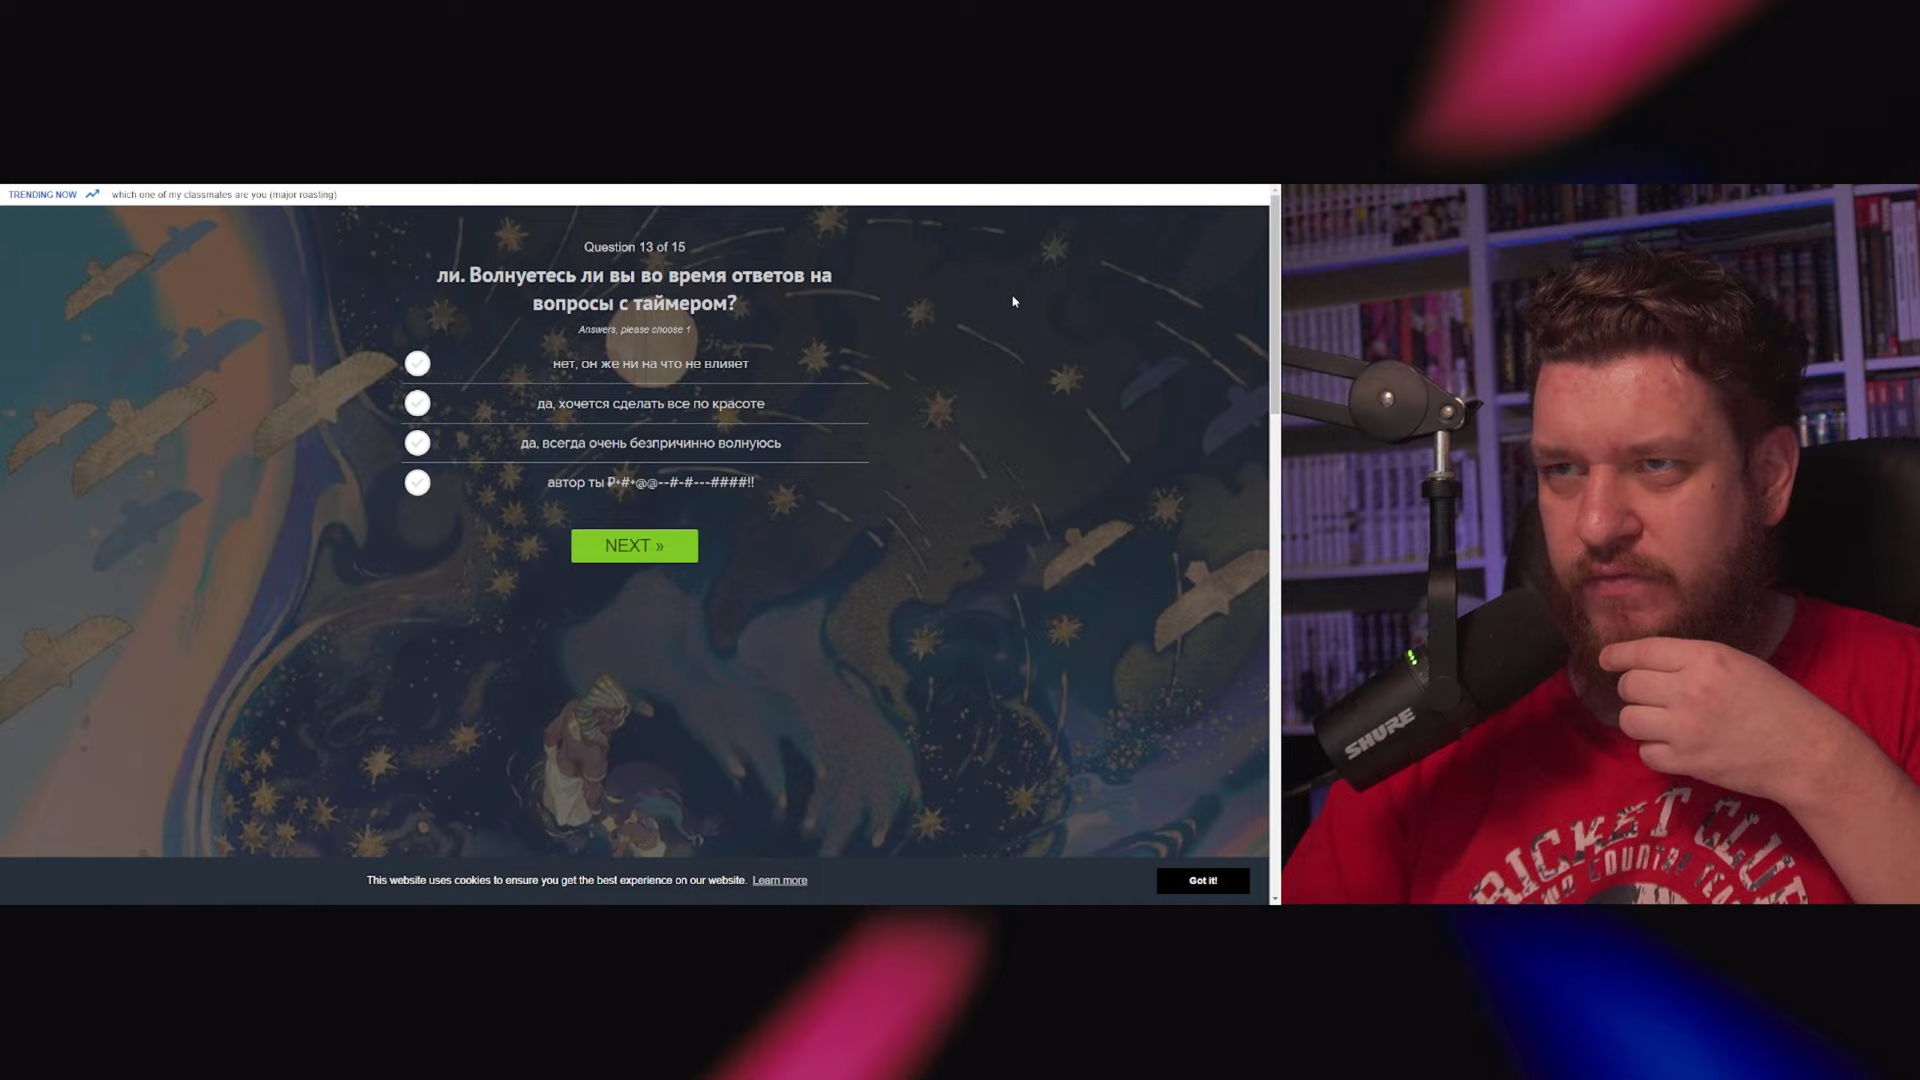 TRENDING NOW which one of my classmates are you (major roasting)
Question 13 of 15
ли. Волнуетесь ли вы во время ответов на
вопросы с таймером?
Answers, please choose 1
нет, он же ни на что не влияет
да, хочется сделать все по красоте
да, всегда очень безпричинно волнуюсь
автор ты ₽+#+@@--#-#---####!!
NEXT »
This website uses cookies to ensure you get the best experience on our website. Learn more
Got it!
SHURE
CRICKET CLUB
COUNTRY